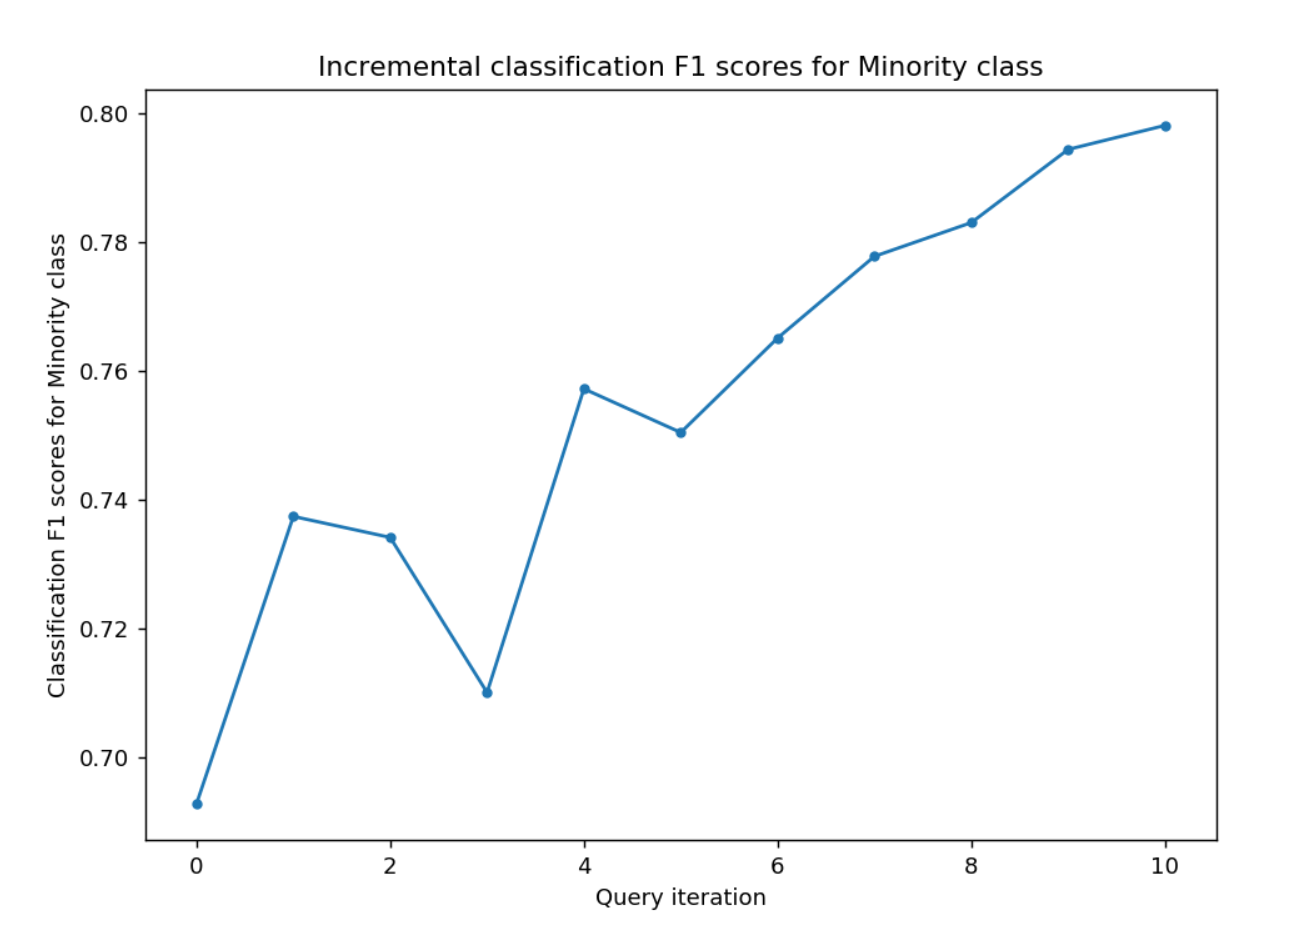 Incremental classification F1 scores for Minority class
Classification F1 scores for Minority class
0.80
0.78
0.76
0.74
0.72
0.70
0 2 4 6 8 10
Query iteration